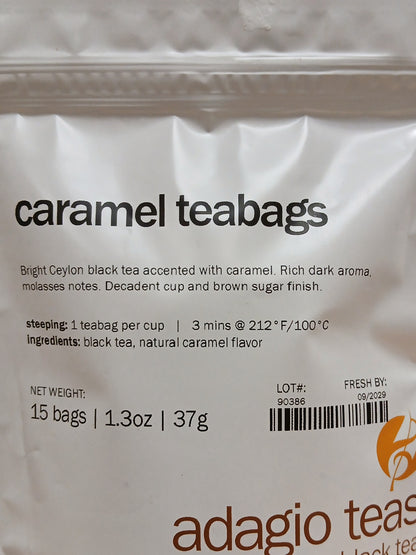 caramel teabags
Bright Ceylon black tea accented with caramel. Rich dark aroma,
molasses notes. Decadent cup and brown sugar finish.
steeping: 1 teabag per cup | 3 mins @ 212°F/100°C
ingredients: black tea, natural caramel flavor
NET WEIGHT:
15 bags | 1.3oz | 37g
LOT#:
90386
FRESH BY:
09/2029
adagio teas
black tea